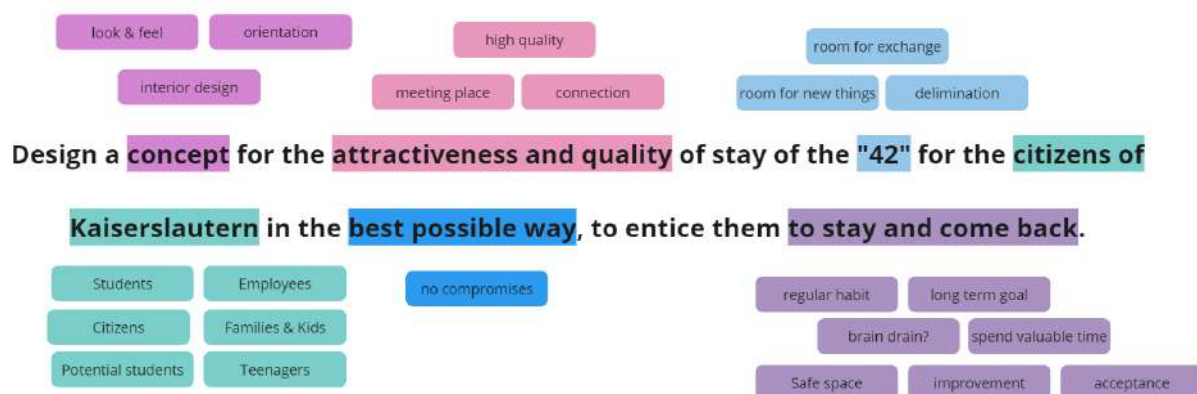 look & feel orientation
high quality
room for exchange
interior design
meeting place connection
room for new things delimination
Design a concept for the attractiveness and quality of stay of the "42" for the citizens of
Kaiserslautern in the best possible way, to entice them to stay and come back.
Students Employees
no compromises
regular habit long term goal
Citizens Families & Kids
brain drain? spend valuable time
Potential students Teenagers
Safe space improvement acceptance